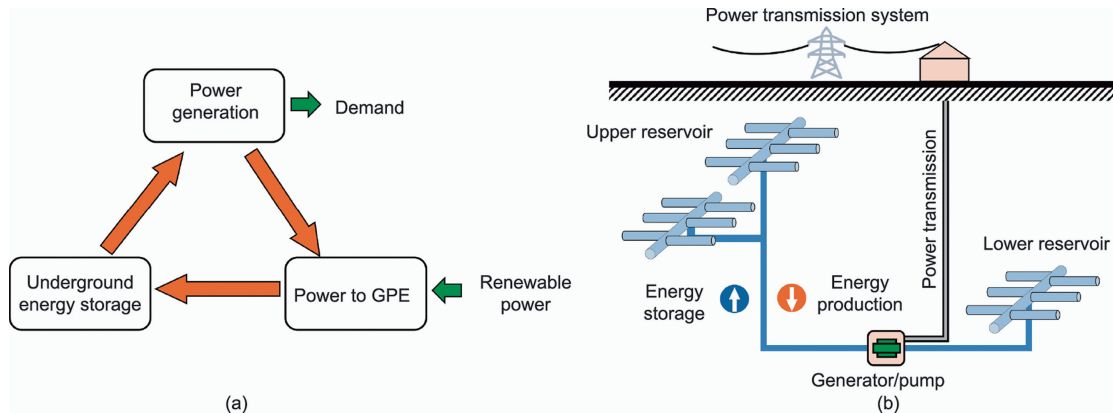 Power
generation
Demand
Underground
energy storage
Power to GPE
Renewable
power
(a)
Power transmission system
Upper reservoir
Power transmission
Lower reservoir
Energy
storage
Energy
production
Generator/pump
(b)